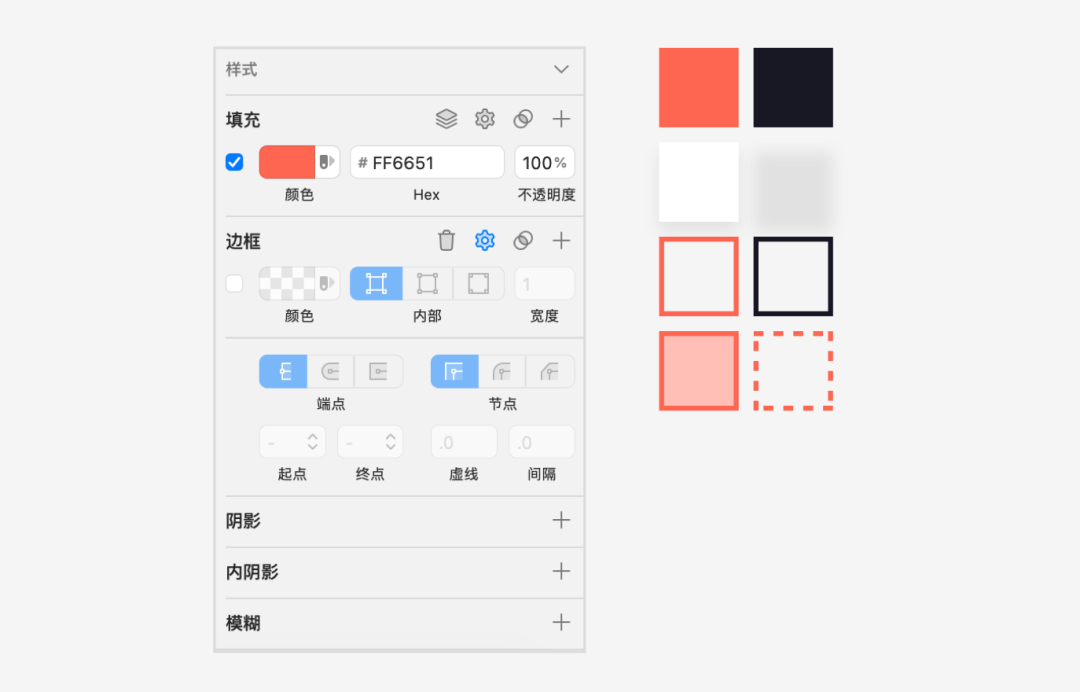 样式
填充
# FF6651
100%
颜色
Hex
不透明度
边框
1
颜色
内部
宽度
端点
节点
-
-
.0
.0
起点
终点
虚线
间隔
阴影
内阴影
模糊